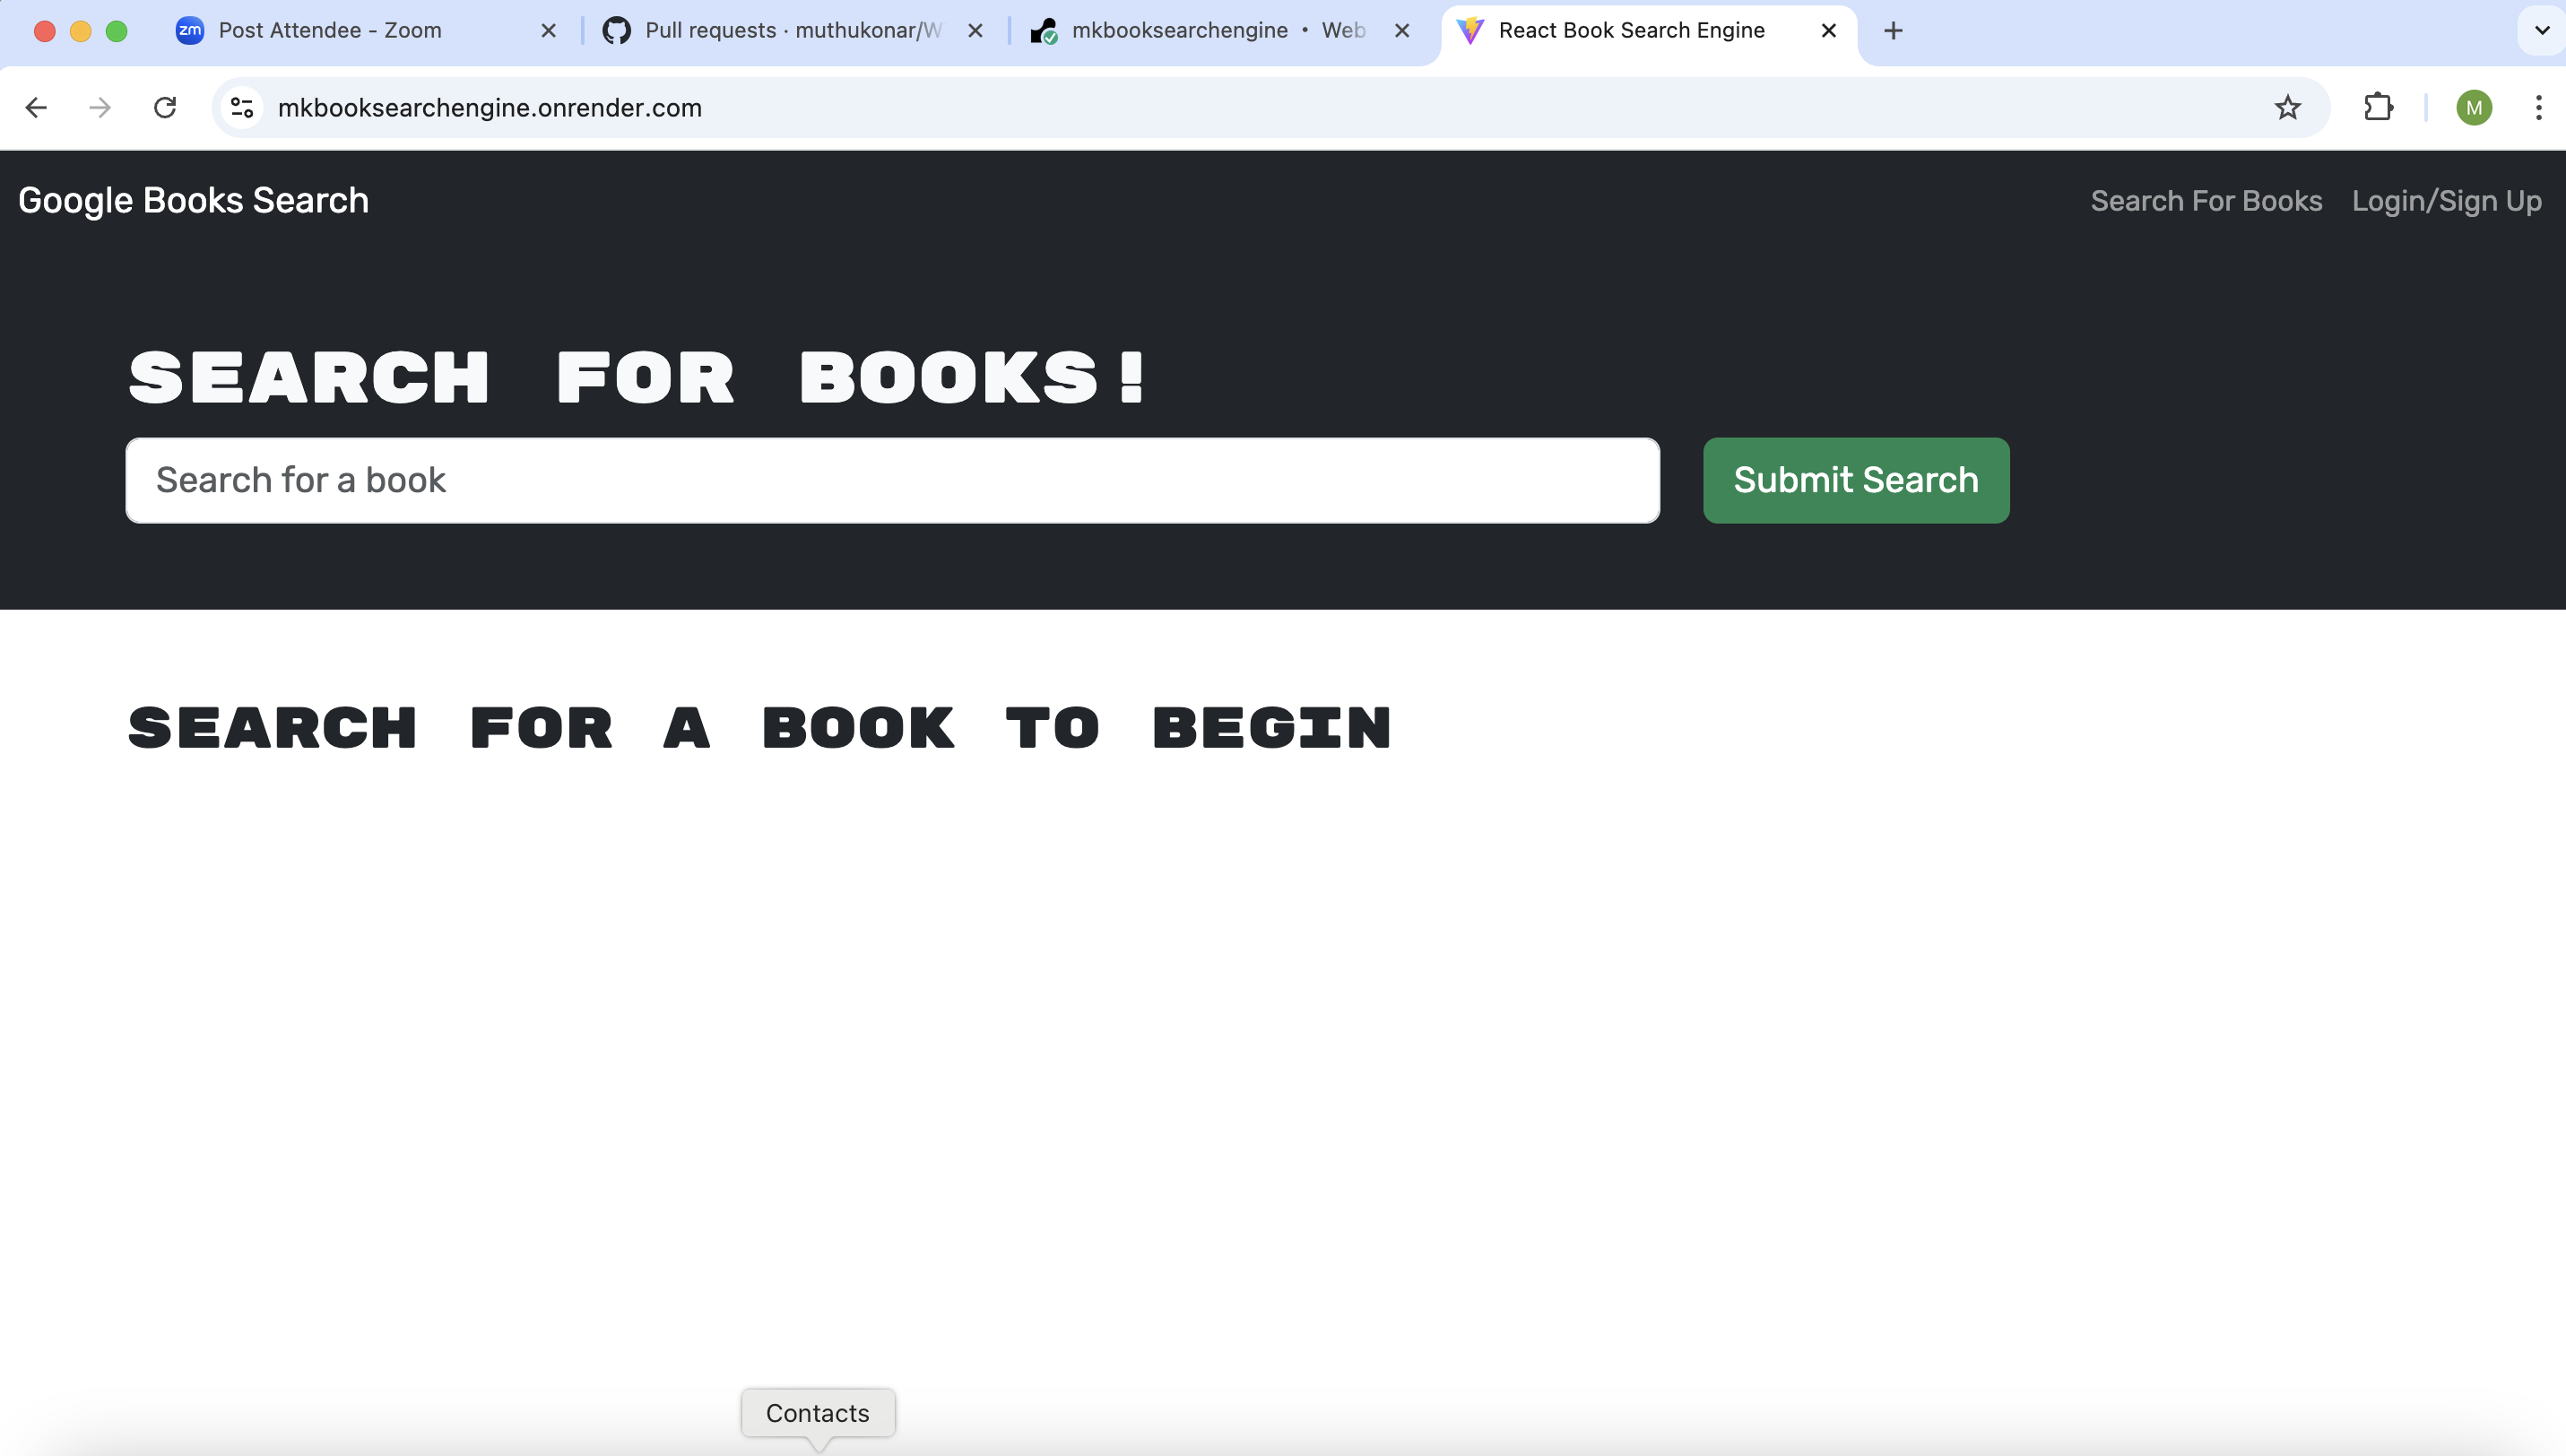 zm Post Attendee - Zoom
Pull requests · muthukonar/W
mkbooksearchengine • Web
React Book Search Engine
mkbooksearchengine.onrender.com
M
Google Books Search
Search For Books
Login/Sign Up
SEARCH FOR BOOKS!
Search for a book
Submit Search
SEARCH FOR A BOOK TO BEGIN
Contacts